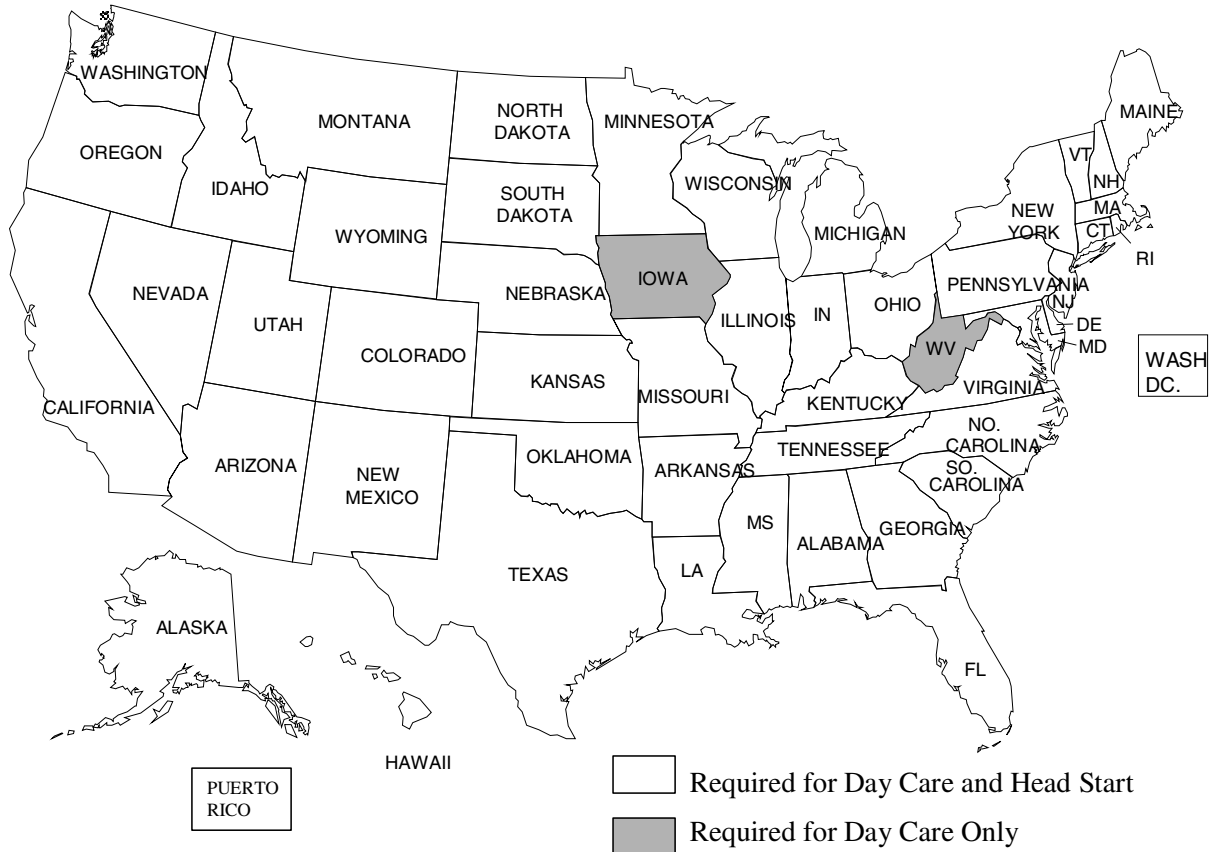 WASHINGTON
MONTANA
NORTH
DAKOTA
MINNESOTA
MAINE
OREGON
IDAHO
SOUTH
DAKOTA
WISCONSIN
VT
NH
WYOMING
MICHIGAN
NEW
YORK
MA
CT
RI
NEVADA
NEBRASKA
IOWA
PENNSYLVANIA
NJ
UTAH
COLORADO
ILLINOIS
IN
OHIO
DE
MD
WASH
DC.
CALIFORNIA
KANSAS
MISSOURI
WV
VIRGINIA
KENTUCKY
ARIZONA
NEW
MEXICO
OKLAHOMA
ARKANSAS
TENNESSEE
NO.
CAROLINA
SO.
CAROLINA
TEXAS
LA
MS
ALABAMA
GEORGIA
FL
ALASKA
HAWAII
PUERTO
RICO
Required for Day Care and Head Start
Required for Day Care Only